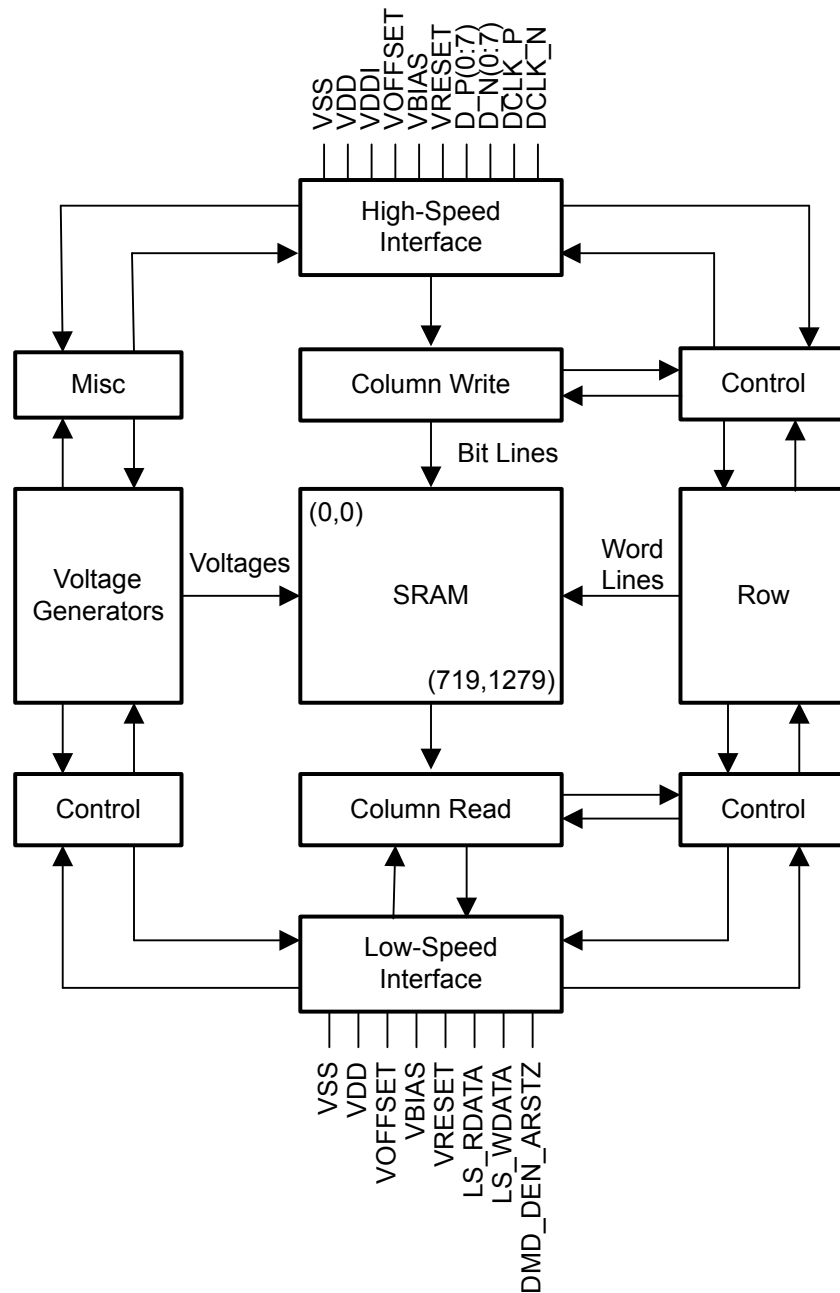 VSS
VDD
VDDI
VOFFSET
VBIAS
VRESET
D_P(0:7)
D_N(0:7)
DCLK_P
DCLK_N
High-Speed
Interface
Misc
Column Write
Control
Bit Lines
(0,0)
Voltage
Generators
Voltages
SRAM
Word
Lines
Row
(719,1279)
Control
Column Read
Control
Low-Speed
Interface
VSS
VDD
VOFFSET
VBIAS
VRESET
LS_RDATA
LS_WDATA
DMD_DEN_ARSTZ